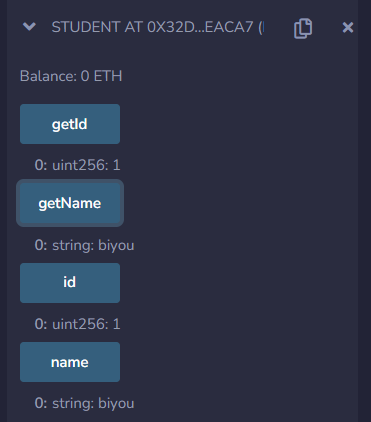 STUDENT AT 0X32D...EACA7 (
Balance: 0 ETH
getId
0: uint256: 1
getName
0: string: biyou
id
0: uint256: 1
name
0: string: biyou